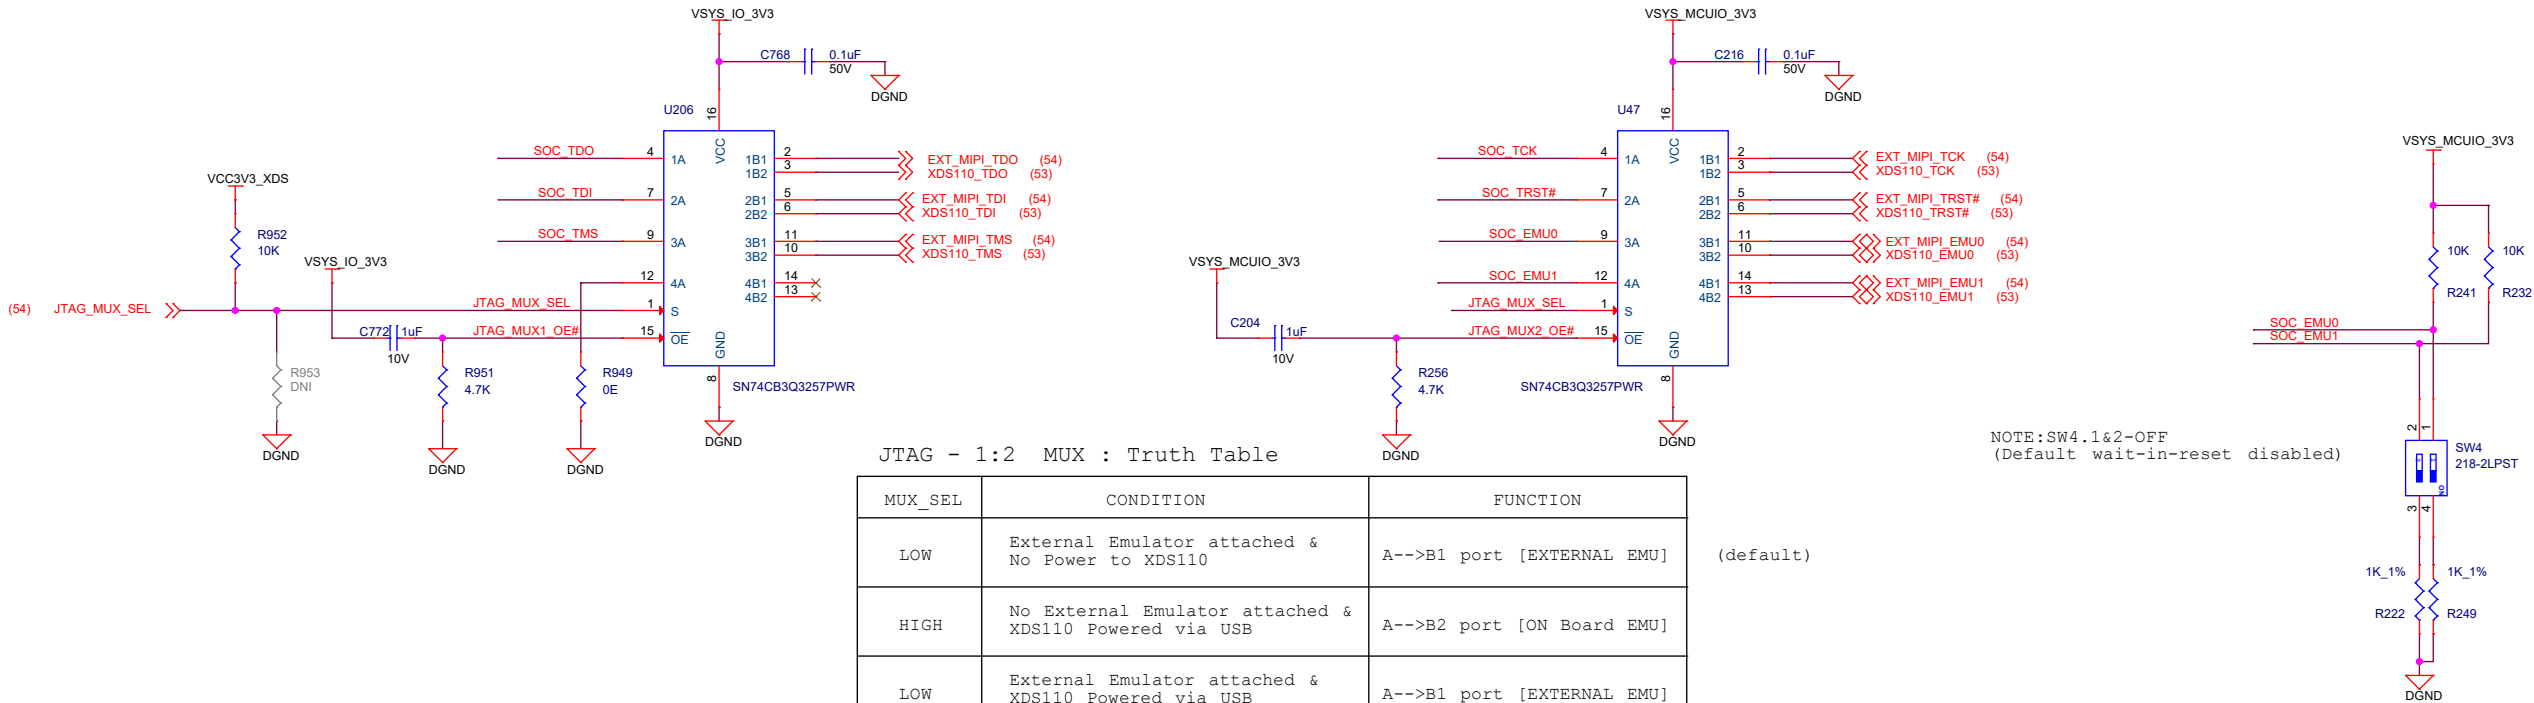 VSYS_IO_3V3
C768
0.1uF
50V
DGND
U206
16
VCC
SOC_TDO
4
1A
1B1
2
EXT_MIPI_TDO (54)
1B2
3
XDS110_TDO (53)
SOC_TDI
7
2A
2B1
5
EXT_MIPI_TDI (54)
2B2
6
XDS110_TDI (53)
SOC_TMS
9
3A
3B1
11
EXT_MIPI_TMS (54)
3B2
10
XDS110_TMS (53)
12
4A
4B1
14
4B2
13
VCC3V3_XDS
R952
10K
VSYS_IO_3V3
(54) JTAG_MUX_SEL
JTAG_MUX_SEL
1
S
C772
1uF
10V
JTAG_MUX1_OE#
15
OE
GND
8
SN74CB3Q3257PWR
DGND
R953
DNI
DGND
R951
4.7K
DGND
R949
0E
DGND
VSYS_MCUIO_3V3
C216
0.1uF
50V
DGND
U47
16
VCC
SOC_TCK
4
1A
1B1
2
EXT_MIPI_TCK (54)
1B2
3
XDS110_TCK (53)
SOC_TRST#
7
2A
2B1
5
EXT_MIPI_TRST# (54)
2B2
6
XDS110_TRST# (53)
SOC_EMU0
9
3A
3B1
11
EXT_MIPI_EMU0 (54)
3B2
10
XDS110_EMU0 (53)
SOC_EMU1
12
4A
4B1
14
EXT_MIPI_EMU1 (54)
4B2
13
XDS110_EMU1 (53)
VSYS_MCUIO_3V3
JTAG_MUX_SEL
1
S
C204
1uF
10V
JTAG_MUX2_OE#
15
OE
GND
8
SN74CB3Q3257PWR
DGND
R256
4.7K
DGND
VSYS_MCUIO_3V3
10K
R241
10K
R232
SOC_EMU0
SOC_EMU1
NOTE:SW4.1&2-OFF
(Default wait-in-reset disabled)
2
1
SW4
218-2LPST
ON
3
4
1K_1%
R222
1K_1%
R249
DGND
JTAG - 1:2 MUX : Truth Table
MUX_SEL
CONDITION
FUNCTION
LOW
External Emulator attached &
No Power to XDS110
A-->B1 port [EXTERNAL EMU]
(default)
HIGH
No External Emulator attached &
XDS110 Powered via USB
A-->B2 port [ON Board EMU]
LOW
External Emulator attached &
XDS110 Powered via USB
A-->B1 port [EXTERNAL EMU]